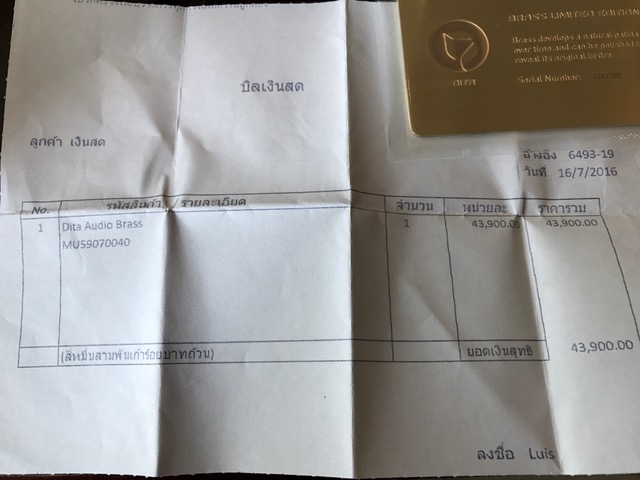 บิลเงินสด
BRASS LIMITED EDITION
Brass develops a natural patina
over time and can be polished to
reveal its original luster.
DITA
Serial Number:
ลูกค้า เงินสด
อ้างอิง 6493-19
วันที่ 16/7/2016
No. รหัสสินค้า / รายละเอียด จำนวน หน่วยละ ราคารวม
1 Dita Audio Brass 1 43,900.00 43,900.00
MU59070040
(สี่หมื่นสามพันเก้าร้อยบาทถ้วน) ยอดเงินสุทธิ 43,900.00
ลงชื่อ Luis